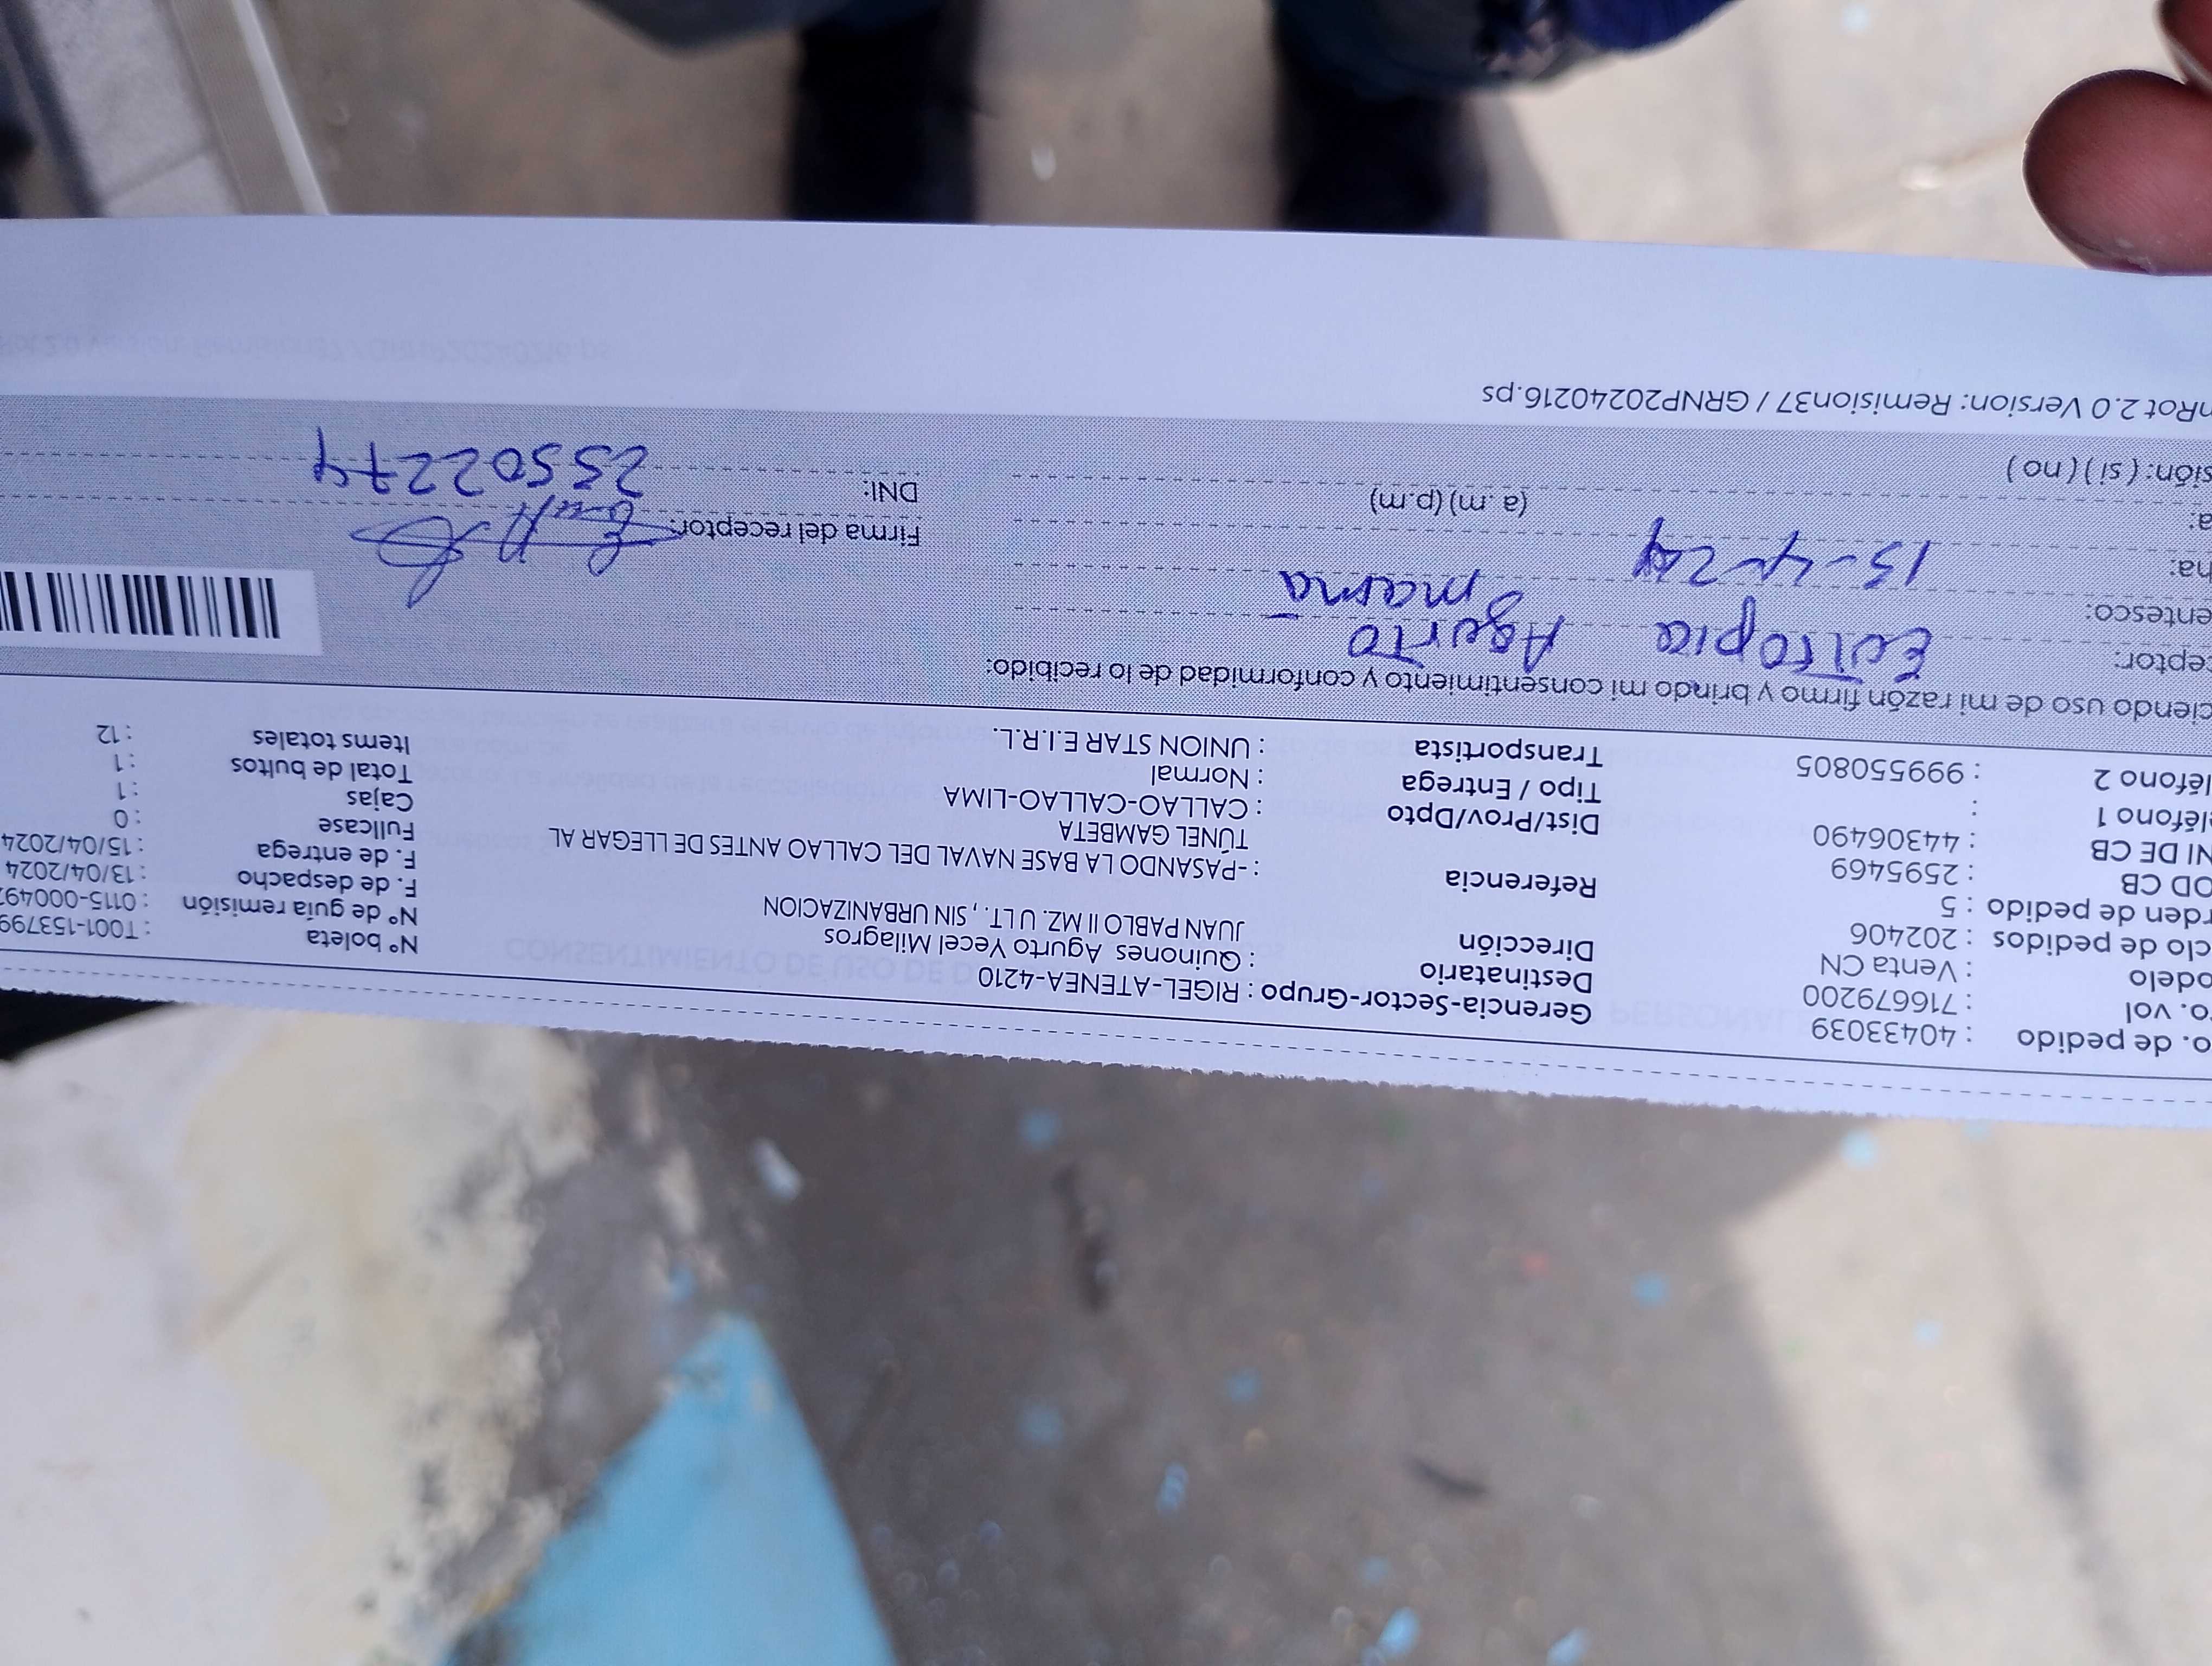 o. de pedido : 40433039 Gerencia-Sector-Grupo : RIGEL-ATENEA-4210 Nº boleta : T001-153799
o. vol : 716679200 Destinatario : Quinones Agurto Yecel Milagros Nº de guía remisión : 0115-000049
odelo : Venta CN Dirección JUAN PABLO II MZ. U LT. , SIN URBANIZACION F. de despacho : 13/04/2024
clo de pedidos : 202406 F. de entrega : 15/04/2024
rden de pedido : 5 Referencia : -PASANDO LA BASE NAVAL DEL CALLAO ANTES DE LLEGAR AL Fullcase : 0
OD CB : 2595469 TÚNEL GAMBETA Cajas : 1
NI DE CB : 44306490 Dist/Prov/Dpto : CALLAO-CALLAO-LIMA Total de bultos : 1
léfono 1 : Tipo / Entrega : Normal Items totales : 12
léfono 2 : 999550805 Transportista : UNION STAR E.I.R.L.
ciendo uso de mi razón firmo y brindo mi consentimiento y conformidad de lo recibido:
ceptor: Agurto
entesco: mamá
ha: 15-4-24 Firma del receptor:
a: (a. m) (p. m) DNI: 25502274
sión: ( si ) ( no )
nRot 2.0 Version: Remision37 / GRNP20240216.ps